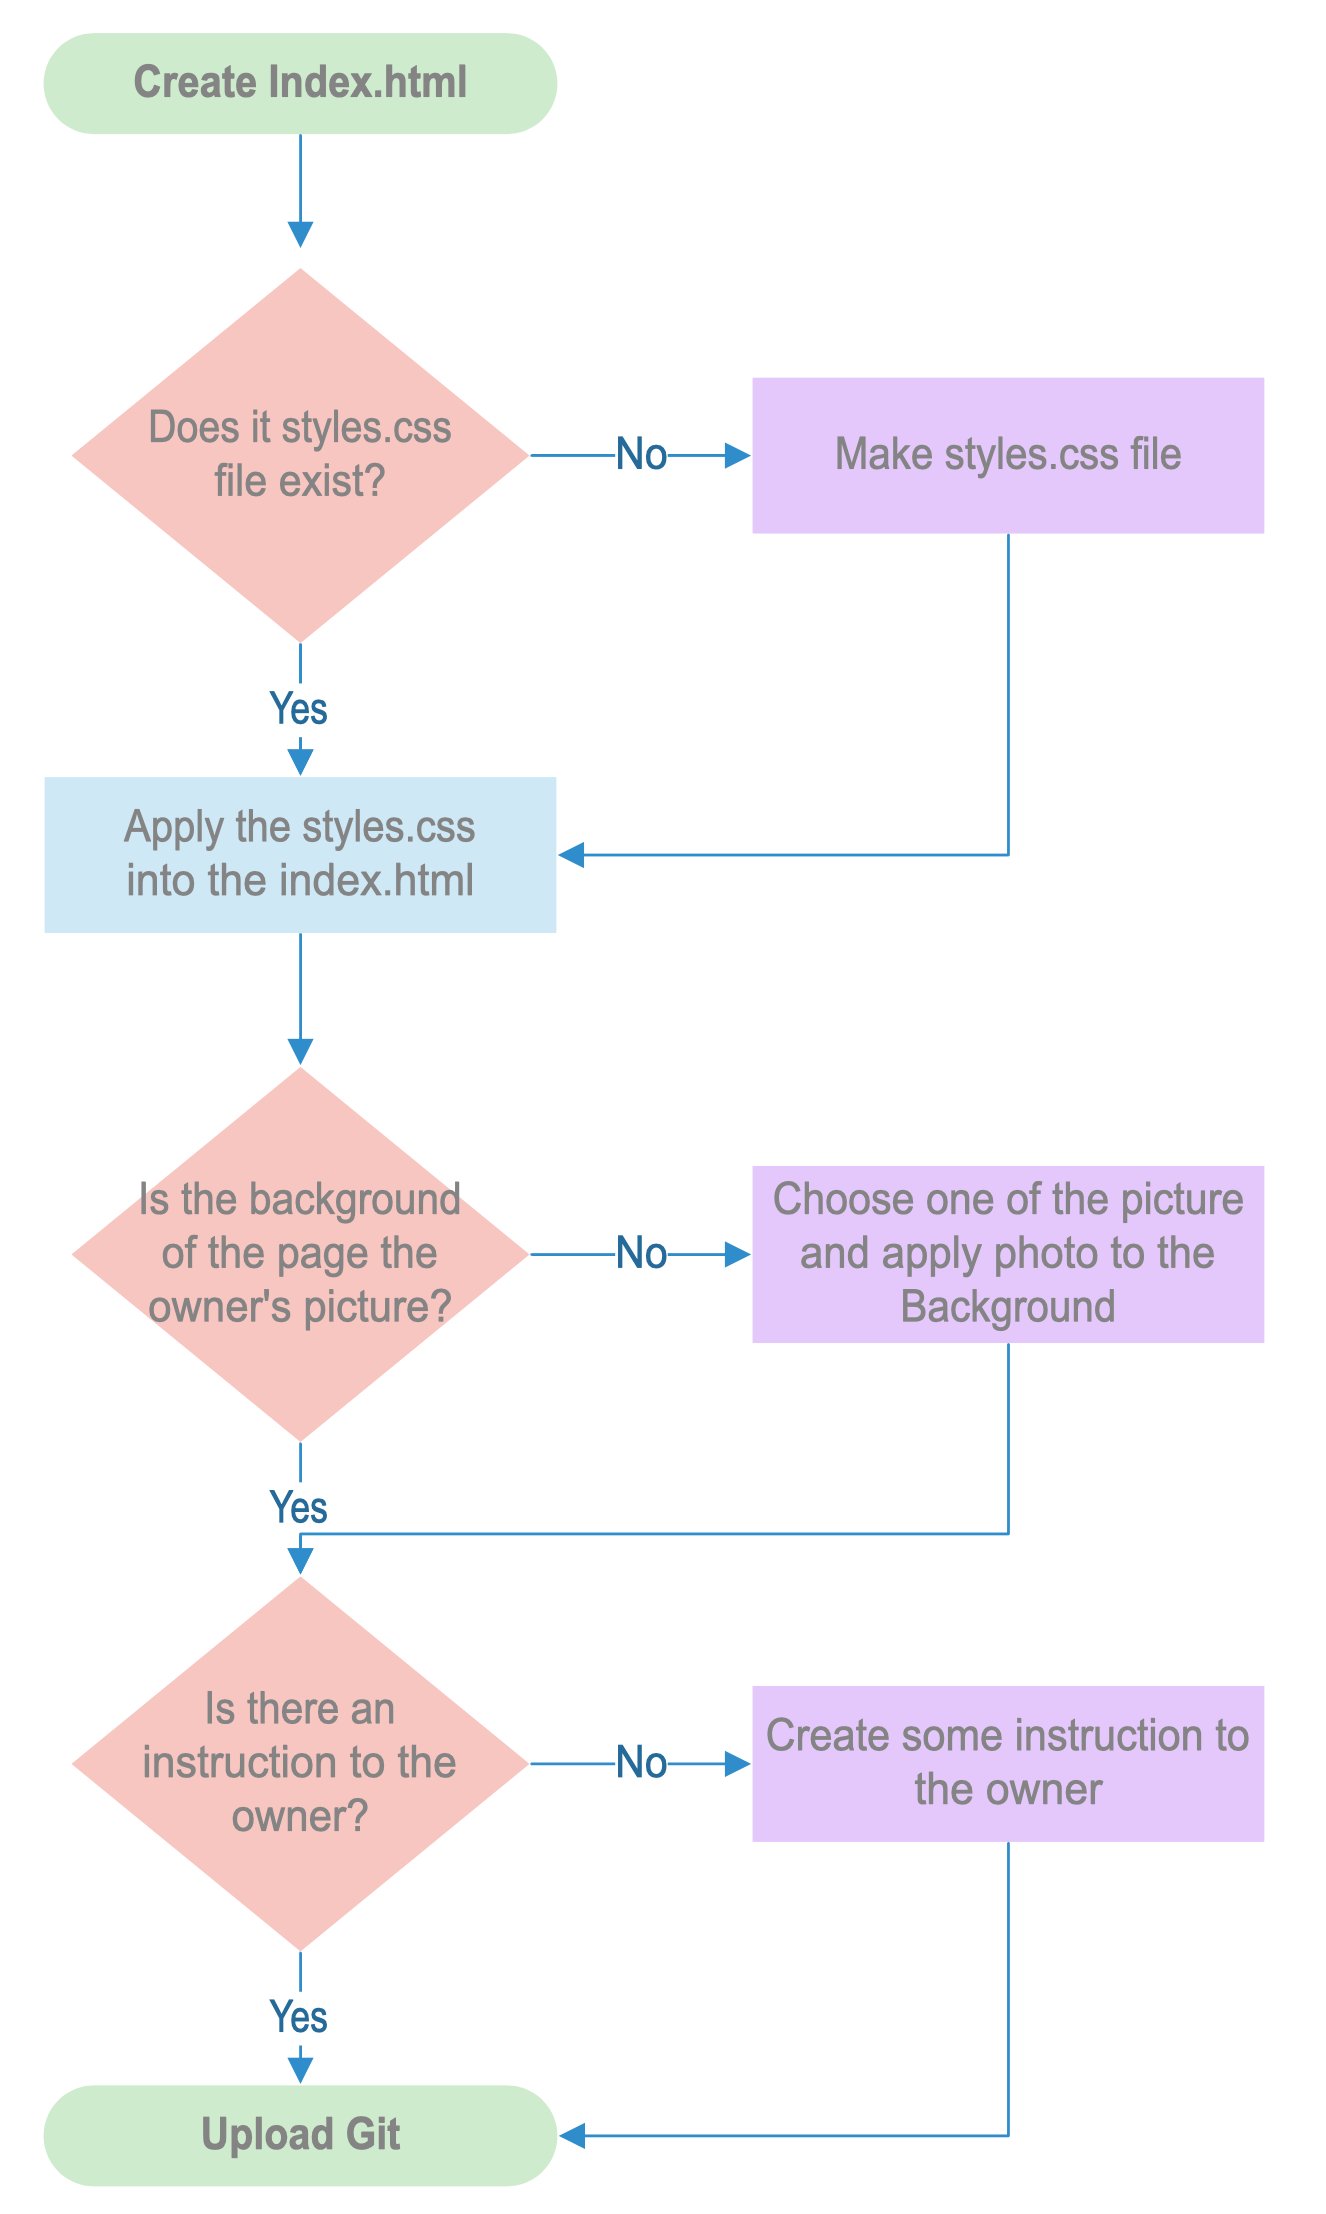 Create Index.html
Does it styles.css
file exist?
No
Make styles.css file
Yes
Apply the styles.css
into the index.html
Is the background
of the page the
owner's picture?
No
Choose one of the picture
and apply photo to the
Background
Yes
Is there an
instruction to the
owner?
No
Create some instruction to
the owner
Yes
Upload Git